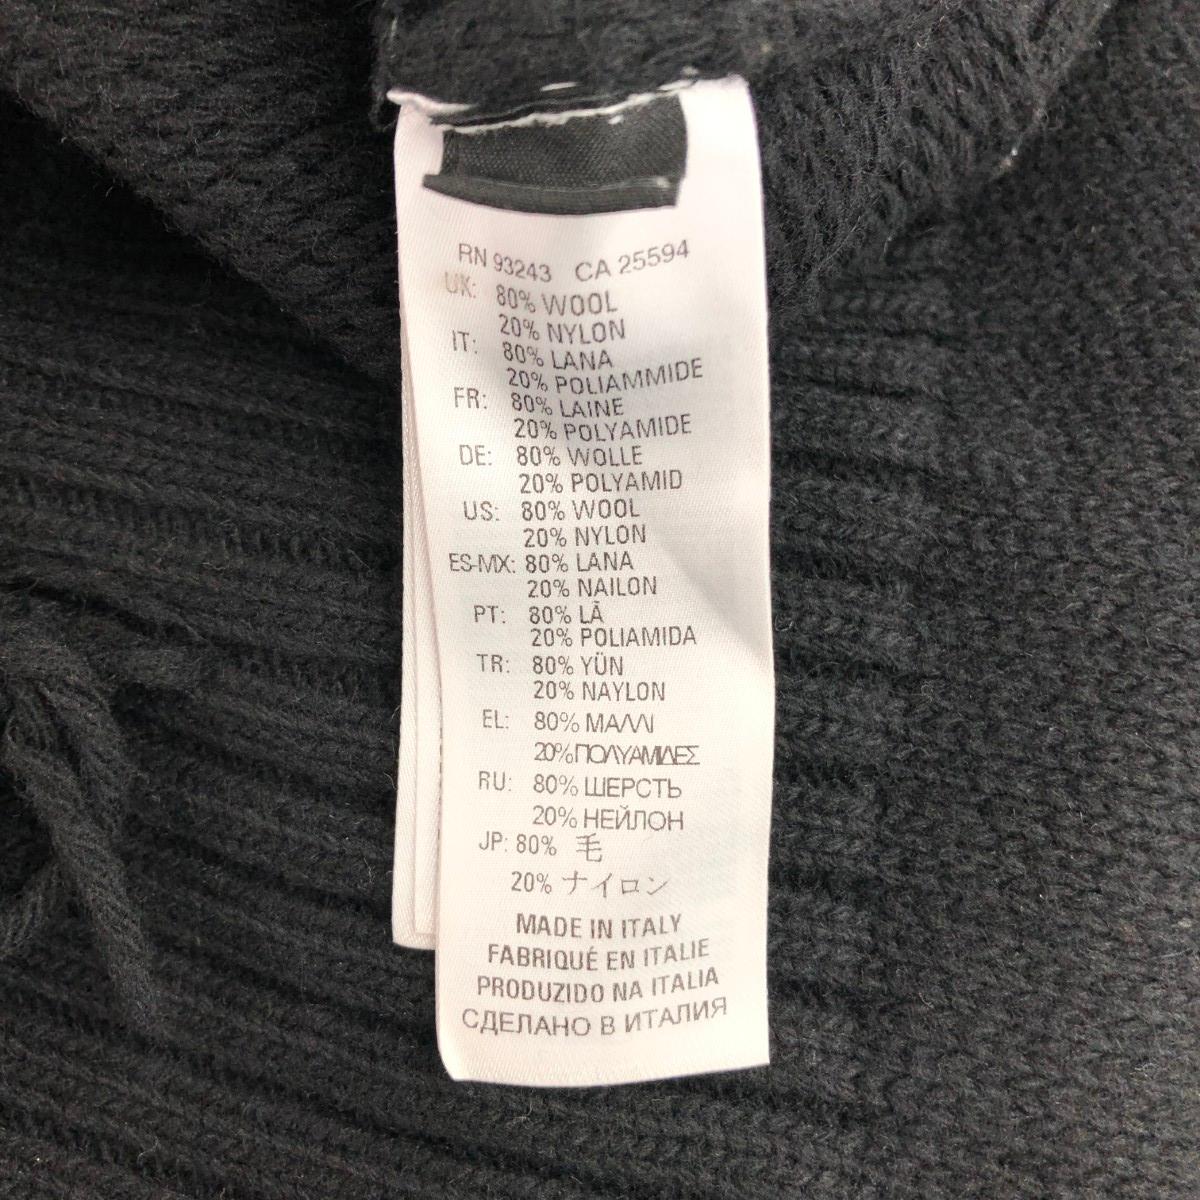 RN 93243 CA 25594
UK: 80% WOOL
20% NYLON
IT: 80% LANA
20% POLIAMMIDE
FR: 80% LAINE
20% POLYAMIDE
DE: 80% WOLLE
20% POLYAMID
US: 80% WOOL
20% NYLON
ES-MX: 80% LANA
20% NAILON
PT: 80% LÃ
20% POLIAMIDA
TR: 80% YÜN
20% NAYLON
EL: 80% ΜΑΛΛΙ
20% ΠΟΛΥΑΜΙΔΕΣ
RU: 80% ШЕРСТЬ
20% НЕЙЛОН
JP: 80% 毛
20% ナイロン
MADE IN ITALY
FABRIQUÉ EN ITALIE
PRODUZIDO NA ITALIA
СДЕЛАНО В ИТАЛИЯ